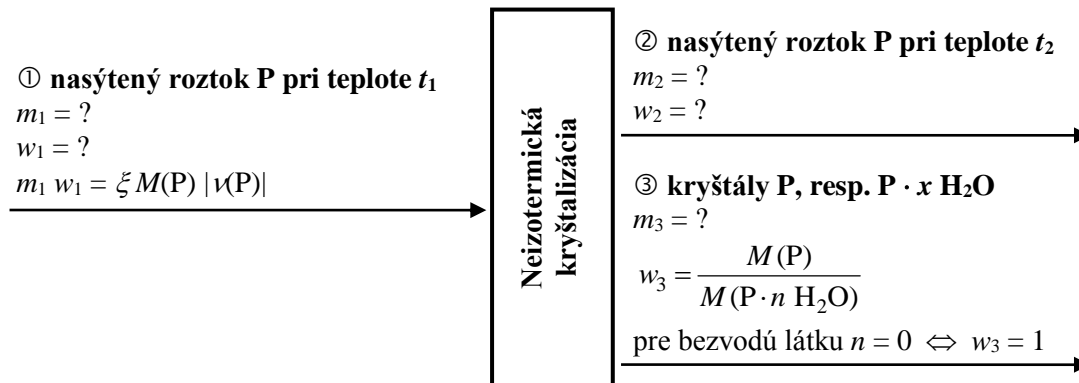 ① nasýtený roztok P pri teplote t₁
m₁ = ?
w₁ = ?
m₁ w₁ = ξ M(P) |ν(P)|
Neizotermická
kryštalizácia
② nasýtený roztok P pri teplote t₂
m₂ = ?
w₂ = ?
③ kryštály P, resp. P · x H₂O
m₃ = ?
w₃ = M(P) / M(P · n H₂O)
pre bezvodú látku n = 0 ⇔ w₃ = 1